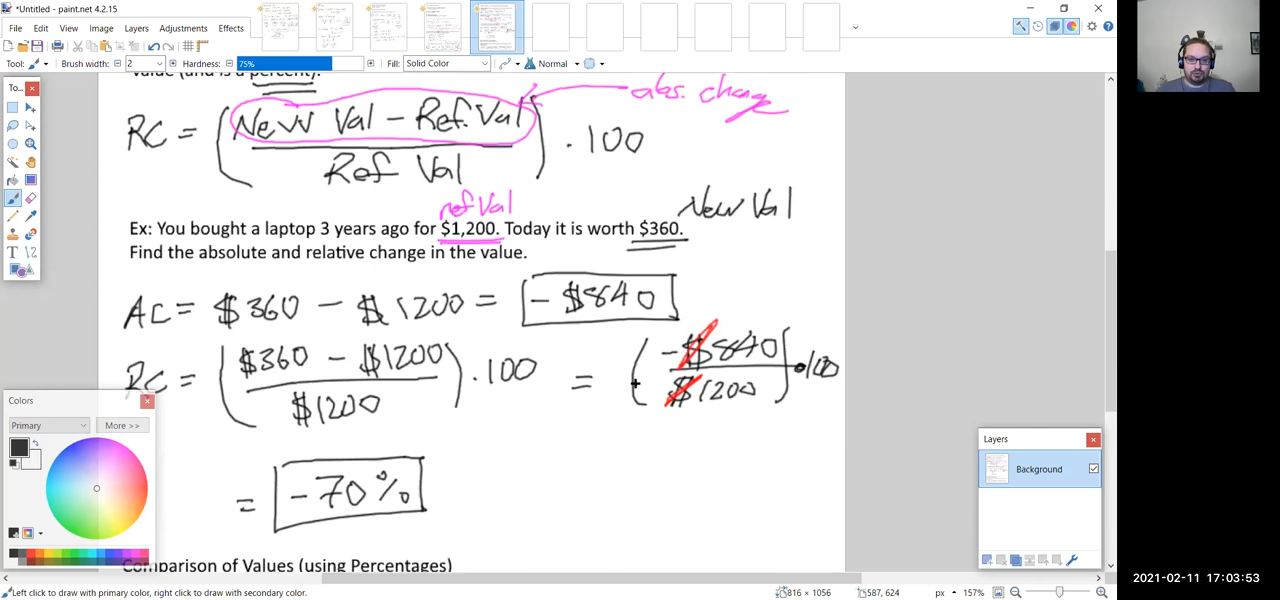 *Untitled - paint.net 4.2.15
File Edit View Image Layers Adjustments Effects
Tool: Brush width: 2 Hardness: 75% Fill: Solid Color Normal
To...
value (and is a percent).
abs. change
RC = (New Val - Ref. Val / Ref Val) . 100
ref Val
New Val
Ex: You bought a laptop 3 years ago for $1,200. Today it is worth $360.
Find the absolute and relative change in the value.
AC = $360 - $1200 = - $840
RC = ($360 - $1200 / $1200) . 100 = (- $840 / $1200) • 100
= - 70%
Comparison of Values (using Percentages)
Colors
Primary More >>
Layers
Background
Left click to draw with primary color, right click to draw with secondary color.
816 x 1056 587, 624 px 157%
2021-02-11 17:03:53